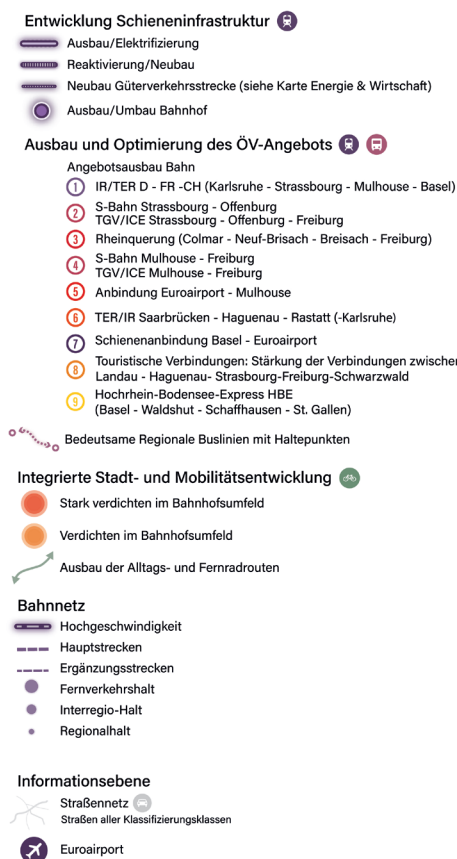 Entwicklung Schieneninfrastruktur
Ausbau/Elektrifizierung
Reaktivierung/Neubau
Neubau Güterverkehrsstrecke (siehe Karte Energie & Wirtschaft)
Ausbau/Umbau Bahnhof
Ausbau und Optimierung des ÖV-Angebots
Angebotsausbau Bahn
1 IR/TER D - FR -CH (Karlsruhe - Strassbourg - Mulhouse - Basel)
2 S-Bahn Strassburg - Offenburg
TGV/ICE Strassbourg - Offenburg - Freiburg
3 Rheinquerung (Colmar - Neuf-Brisach - Breisach - Freiburg)
4 S-Bahn Mulhouse - Freiburg
TGV/ICE Mulhouse - Freiburg
5 Anbindung Euroairport - Mulhouse
6 TER/IR Saarbrücken - Haguenau - Rastatt (-Karlsruhe)
7 Schienenanbindung Basel - Euroairport
8 Touristische Verbindungen: Stärkung der Verbindungen zwischen
Landau - Haguenau- Strasbourg-Freiburg-Schwarzwald
9 Hochrhein-Bodensee-Express HBE
(Basel - Waldshut - Schaffhausen - St. Gallen)
Bedeutsame Regionale Buslinien mit Haltepunkten
Integrierte Stadt- und Mobilitätsentwicklung
Stark verdichten im Bahnhofsumfeld
Verdichten im Bahnhofsumfeld
Ausbau der Alltags- und Fernradrouten
Bahnnetz
Hochgeschwindigkeit
Hauptstrecken
Ergänzungsstrecken
Fernverkehrshalt
Interregio-Halt
Regionalhalt
Informationsebene
Straßennetz
Straßen aller Klassifizierungsklassen
Euroairport